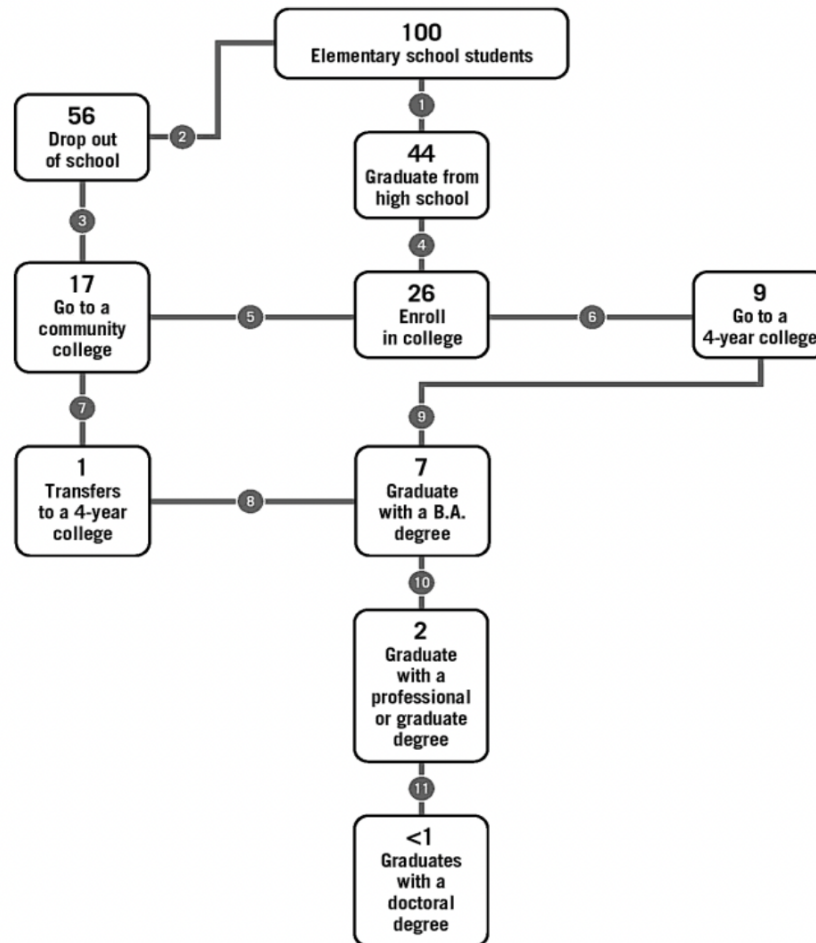 100
Elementary school students
1
56
Drop out
of school
2
44
Graduate from
high school
3
4
17
Go to a
community
college
5
26
Enroll
in college
6
9
Go to a
4-year college
7
9
1
Transfers
to a 4-year
college
8
7
Graduate
with a B.A.
degree
10
2
Graduate
with a
professional
or graduate
degree
11
<1
Graduates
with a
doctoral
degree